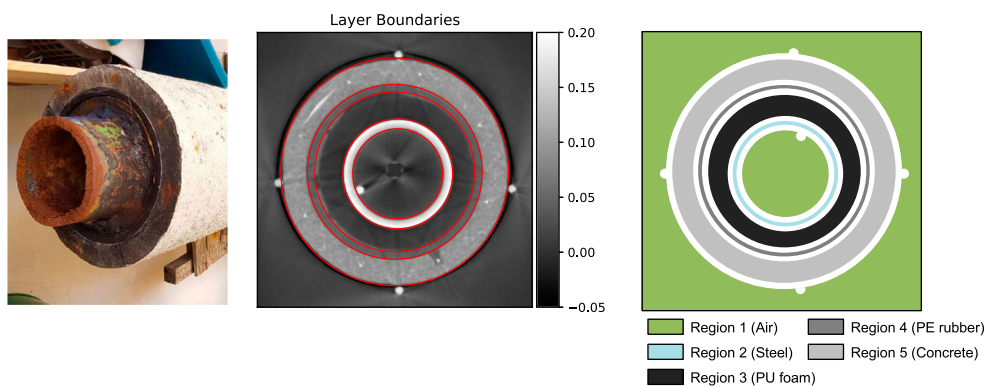 Layer Boundaries
0.20
0.15
0.10
0.05
0.00
−0.05
Region 1 (Air)
Region 2 (Steel)
Region 3 (PU foam)
Region 4 (PE rubber)
Region 5 (Concrete)